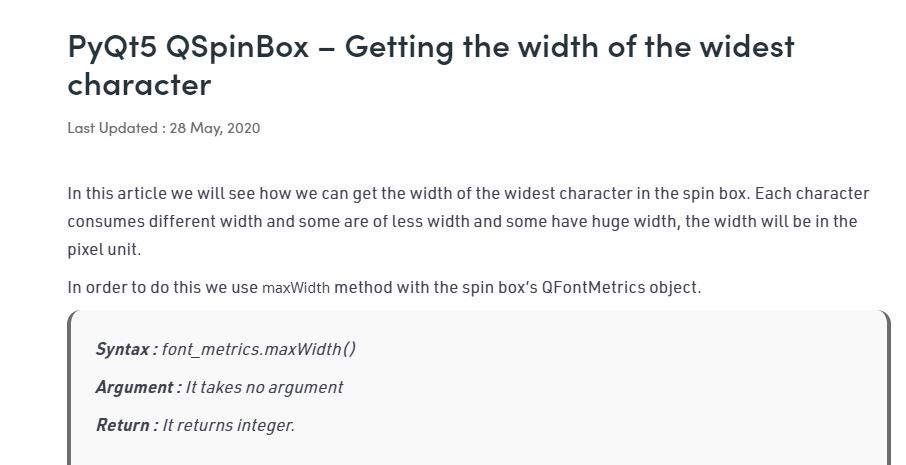 PyQt5 QSpinBox – Getting the width of the widest
character
Last Updated : 28 May, 2020
In this article we will see how we can get the width of the widest character in the spin box. Each character
consumes different width and some are of less width and some have huge width, the width will be in the
pixel unit.
In order to do this we use maxWidth method with the spin box’s QFontMetrics object.
Syntax : font_metrics.maxWidth()
Argument : It takes no argument
Return : It returns integer.